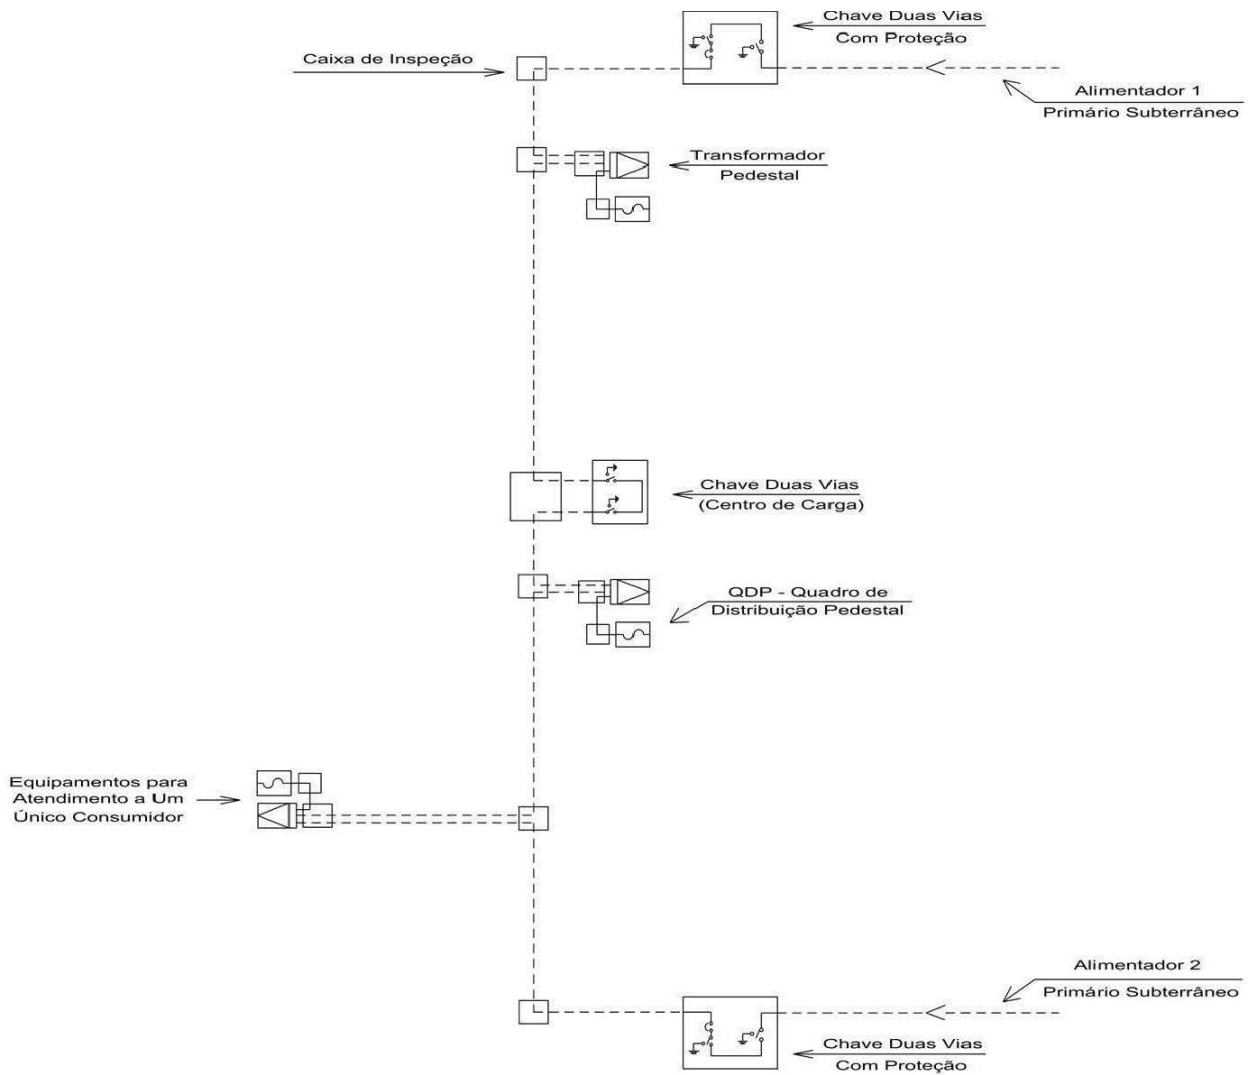 Chave Duas Vias
Com Proteção
Caixa de Inspeção
Alimentador 1
Primário Subterrâneo
Transformador
Pedestal
Chave Duas Vias
(Centro de Carga)
QDP - Quadro de
Distribuição Pedestal
Equipamentos para
Atendimento a Um
Único Consumidor
Alimentador 2
Primário Subterrâneo
Chave Duas Vias
Com Proteção